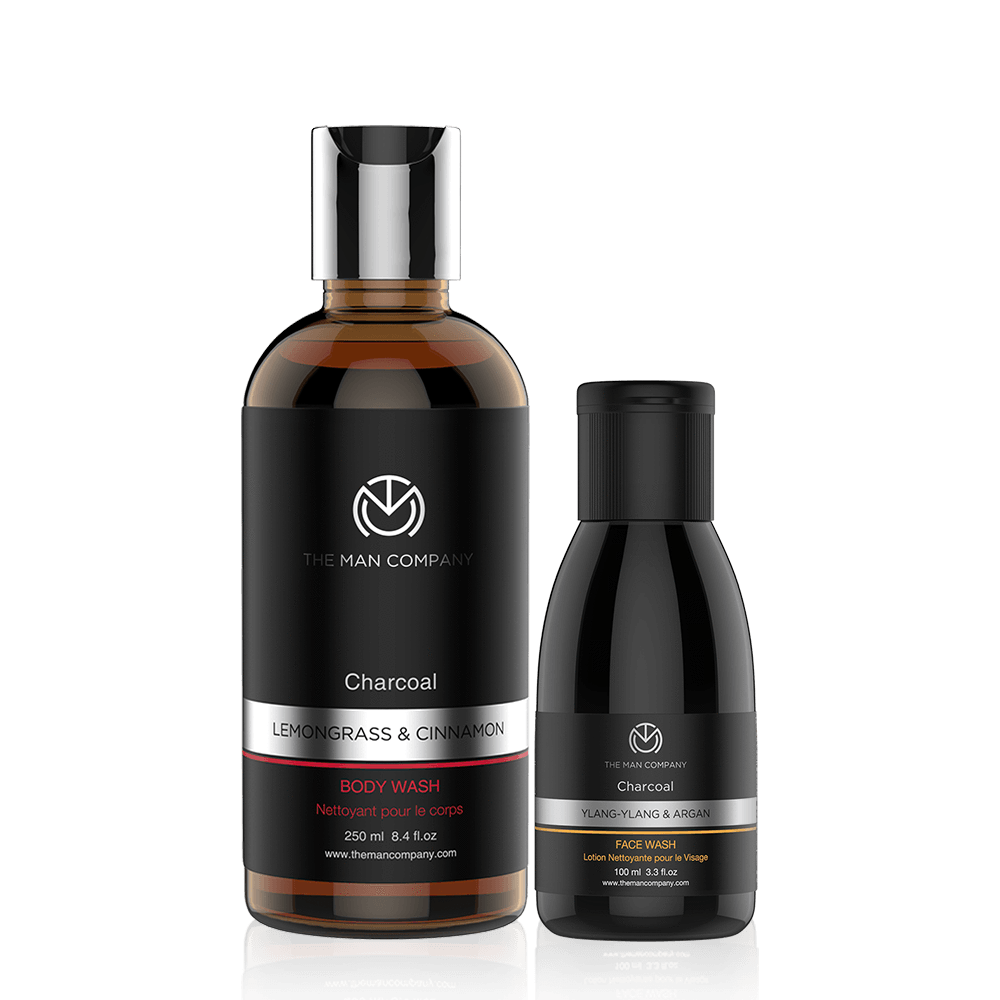 THE MAN COMPANY
Charcoal
LEMONGRASS & CINNAMON
BODY WASH
Nettoyant pour le corps
250 ml 8.4 fl.oz
www.themancompany.com
THE MAN COMPANY
Charcoal
YLANG-YLANG & ARGAN
FACE WASH
Lotion Nettoyante pour le Visage
100 ml 3.3 fl.oz
www.themancompany.com